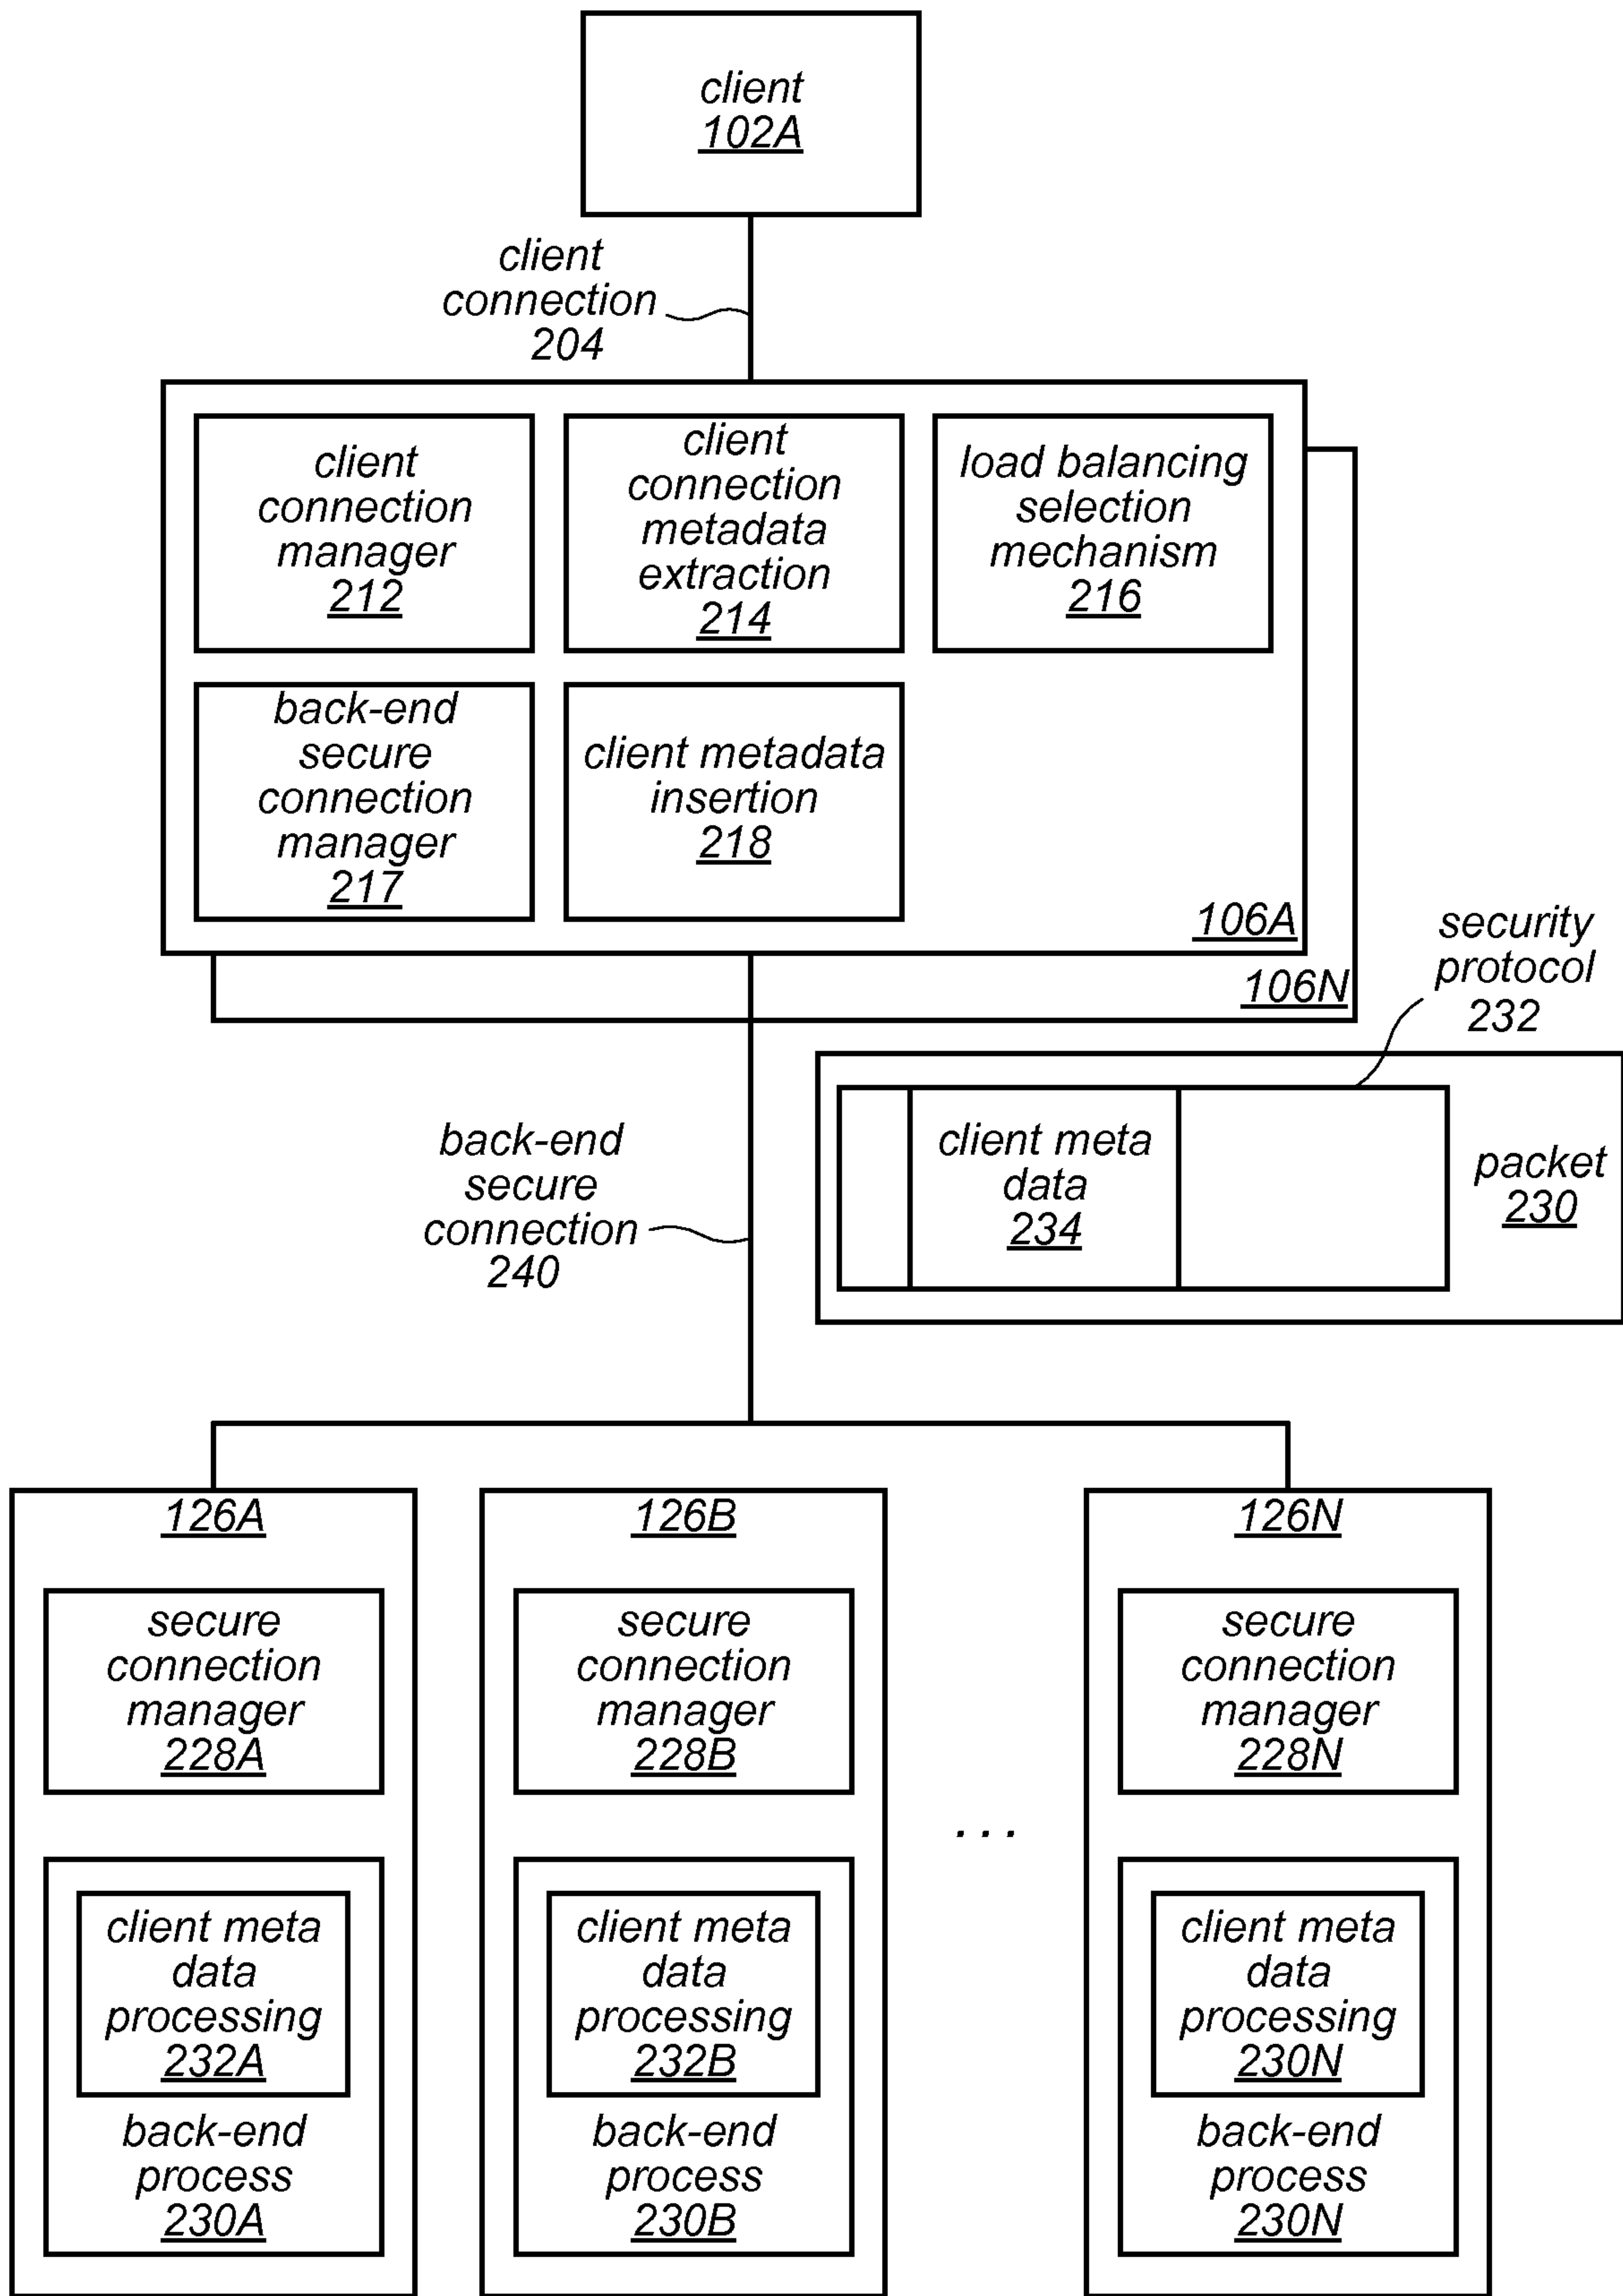 client
102A
client
connection
204
client
connection
manager
212
client
connection
metadata
extraction
214
load balancing
selection
mechanism
216
back-end
secure
connection
manager
217
client metadata
insertion
218
106A
106N
security
protocol
232
client meta
data
234
packet
230
back-end
secure
connection
240
126A
secure
connection
manager
228A
client meta
data
processing
232A
back-end
process
230A
126B
secure
connection
manager
228B
client meta
data
processing
232B
back-end
process
230B
. . .
126N
secure
connection
manager
228N
client meta
data
processing
230N
back-end
process
230N